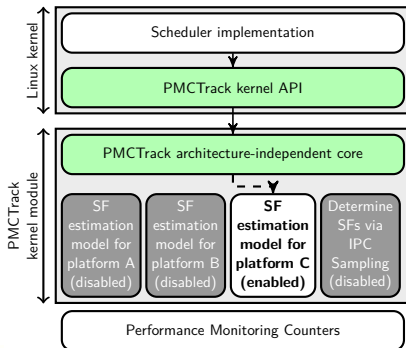 Linux kernel
Scheduler implementation
PMCTrack kernel API
PMCTrack
kernel module
PMCTrack architecture-independent core
SF
estimation
model for
platform A
(disabled)
SF
estimation
model for
platform B
(disabled)
SF
estimation
model for
platform C
(enabled)
Determine
SFs via
IPC
Sampling
(disabled)
Performance Monitoring Counters